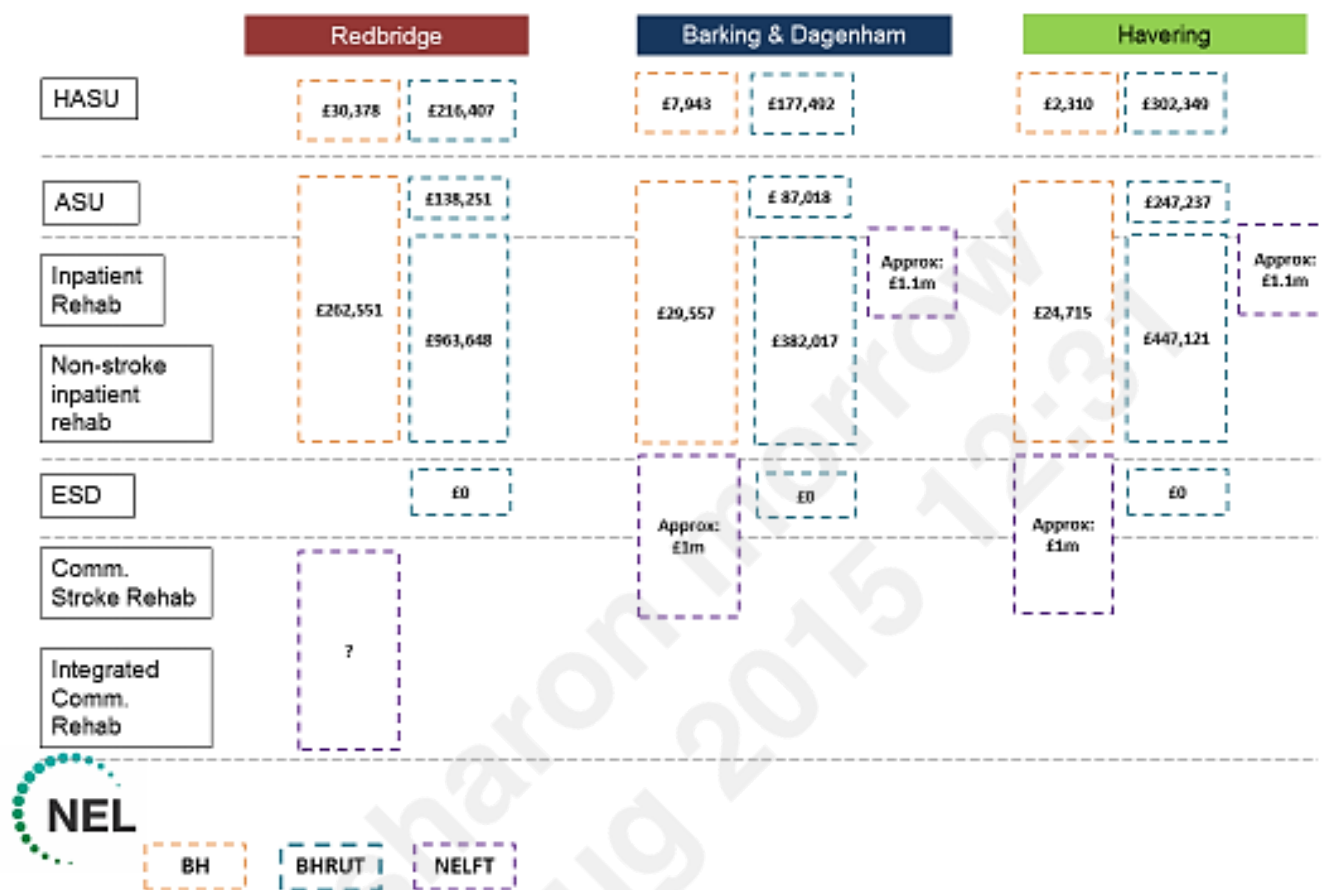 Redbridge
Barking & Dagenham
Havering
HASU
£30,378
£216,407
£7,943
£177,492
£2,310
£302,349
ASU
£138,251
£ 87,018
£247,237
Inpatient
Rehab
Approx:
£1.1m
Approx:
£1.1m
£262,551
£963,648
£29,557
£382,017
£24,715
£447,121
Non-stroke
inpatient
rehab
ESD
£0
£0
£0
Approx:
£1m
Approx:
£1m
Comm.
Stroke Rehab
?
Integrated
Comm.
Rehab
NEL
BH
BHRUT
NELFT
sharon morrow
ug 2015 12:31